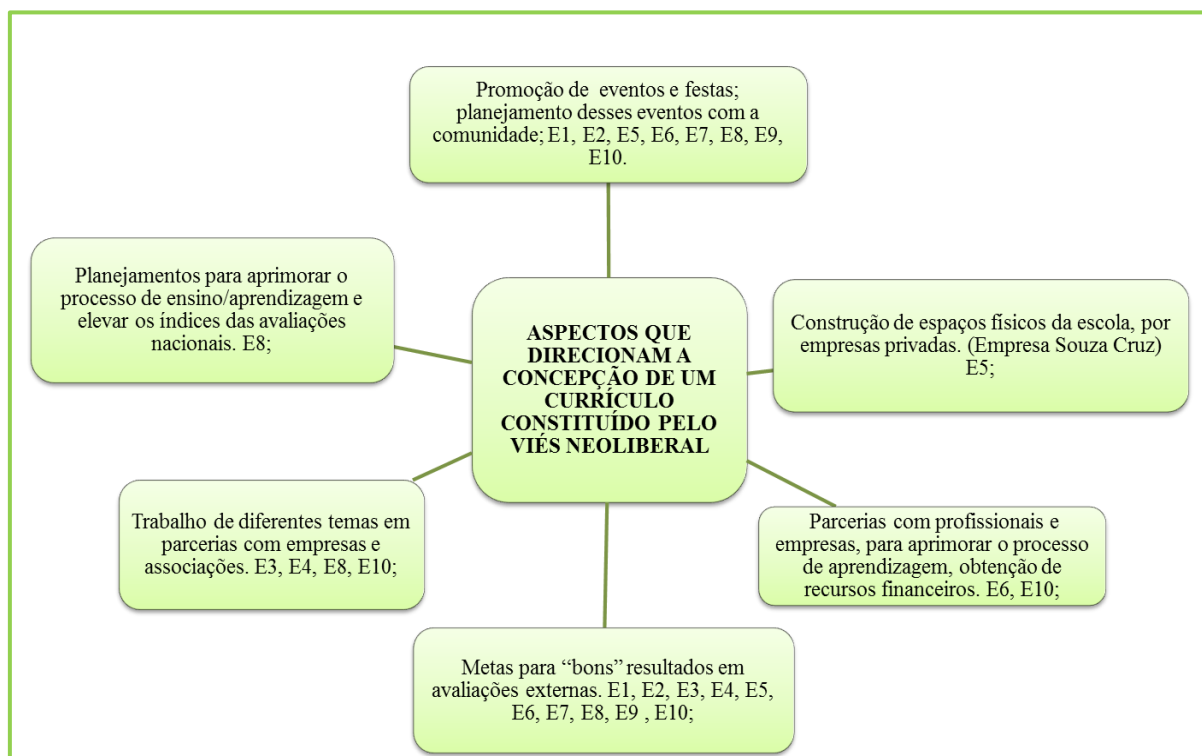 Promoção de eventos e festas;
planejamento desses eventos com a
comunidade; E1, E2, E5, E6, E7, E8, E9,
E10.
Planejamentos para aprimorar o
processo de ensino/aprendizagem e
elevar os índices das avaliações
nacionais. E8;
ASPECTOS QUE
DIRECIONAM A
CONCEPÇÃO DE UM
CURRÍCULO
CONSTITUÍDO PELO
VIÉS NEOLIBERAL
Construção de espaços físicos da escola, por
empresas privadas. (Empresa Souza Cruz)
E5;
Trabalho de diferentes temas em
parcerias com empresas e
associações. E3, E4, E8, E10;
Parcerias com profissionais e
empresas, para aprimorar o processo
de aprendizagem, obtenção de
recursos financeiros. E6, E10;
Metas para “bons” resultados em
avaliações externas. E1, E2, E3, E4, E5,
E6, E7, E8, E9 , E10;